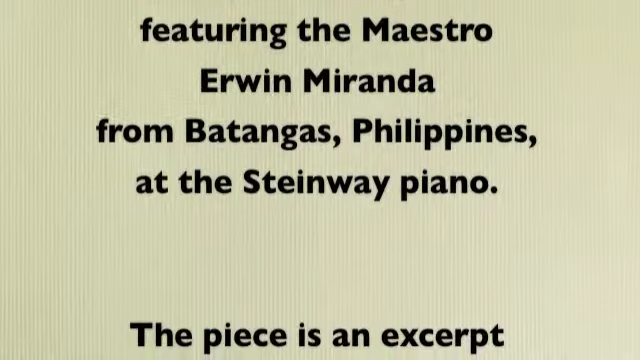 featuring the Maestro
Erwin Miranda
from Batangas, Philippines,
at the Steinway piano.
The piece is an excerpt